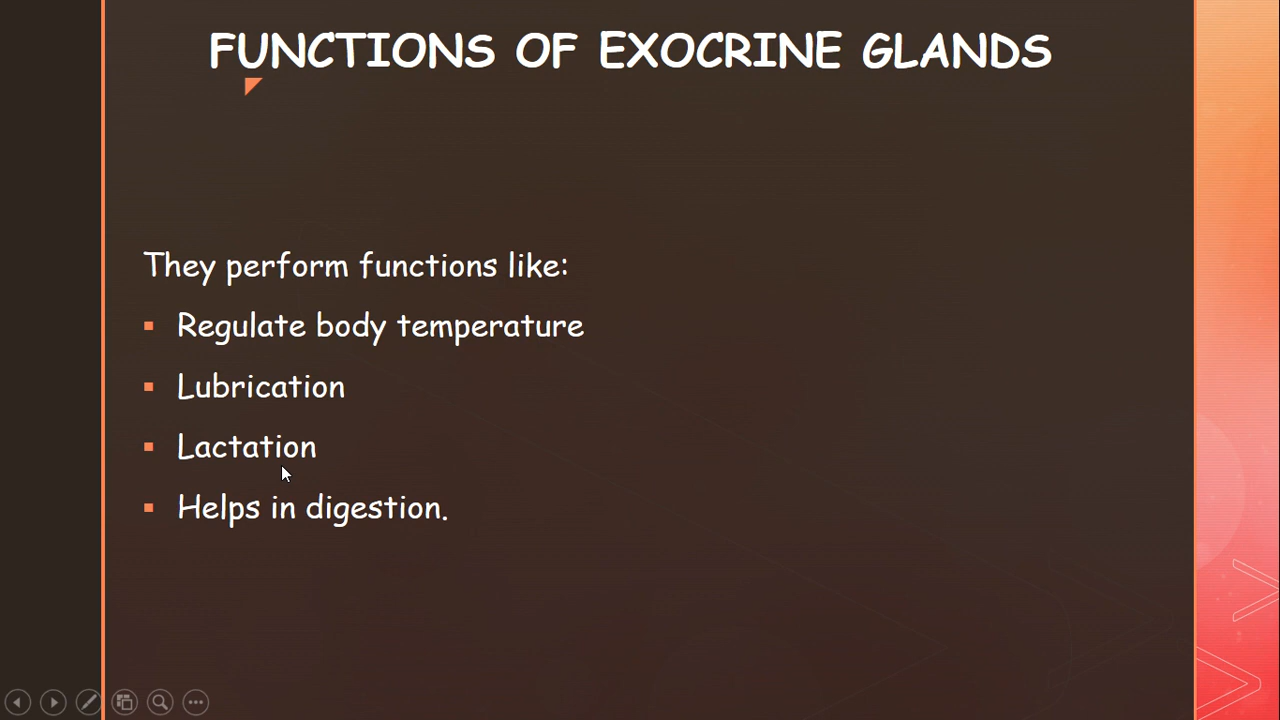 FUNCTIONS OF EXOCRINE GLANDS
They perform functions like:
▪ Regulate body temperature
▪ Lubrication
▪ Lactation
▪ Helps in digestion.